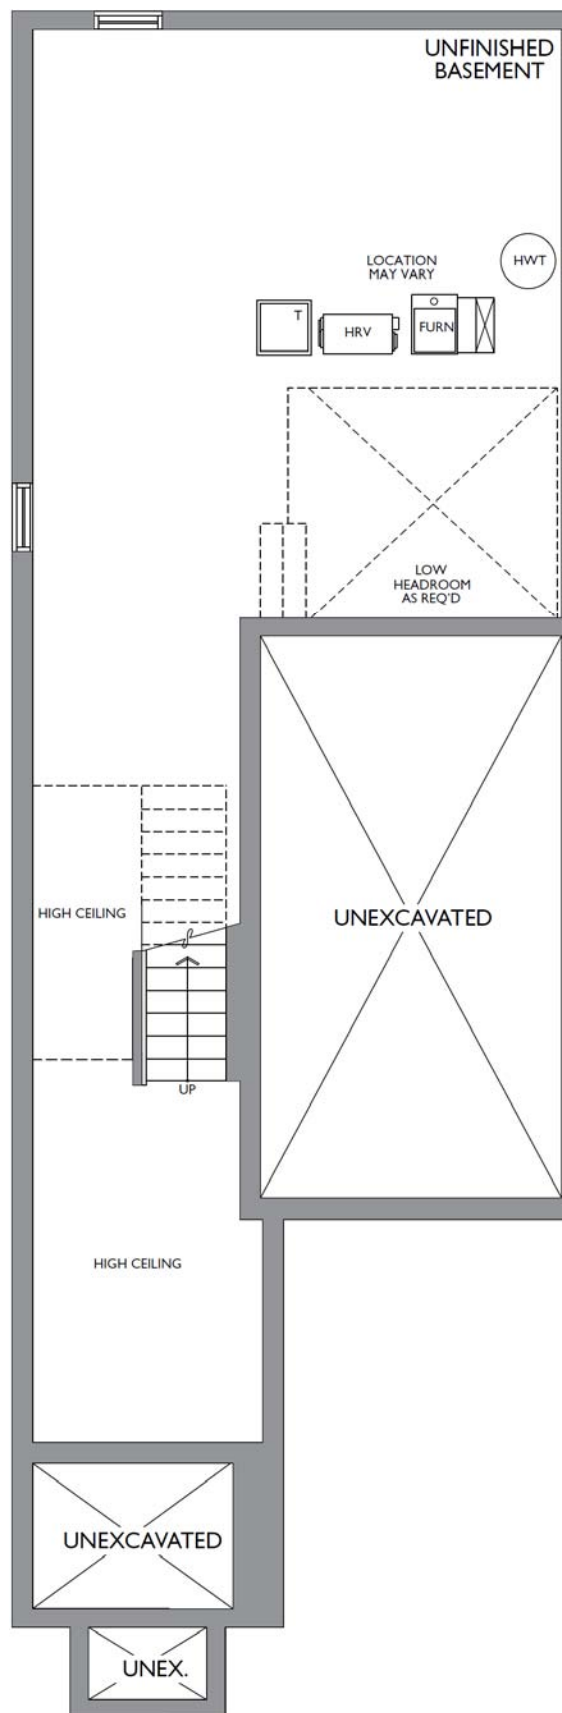 UNFINISHED
BASEMENT
LOCATION
MAY VARY
HWT
T
HRV
FURN
LOW
HEADROOM
AS REQ'D
HIGH CEILING
UNEXCAVATED
UP
HIGH CEILING
UNEXCAVATED
UNEX.